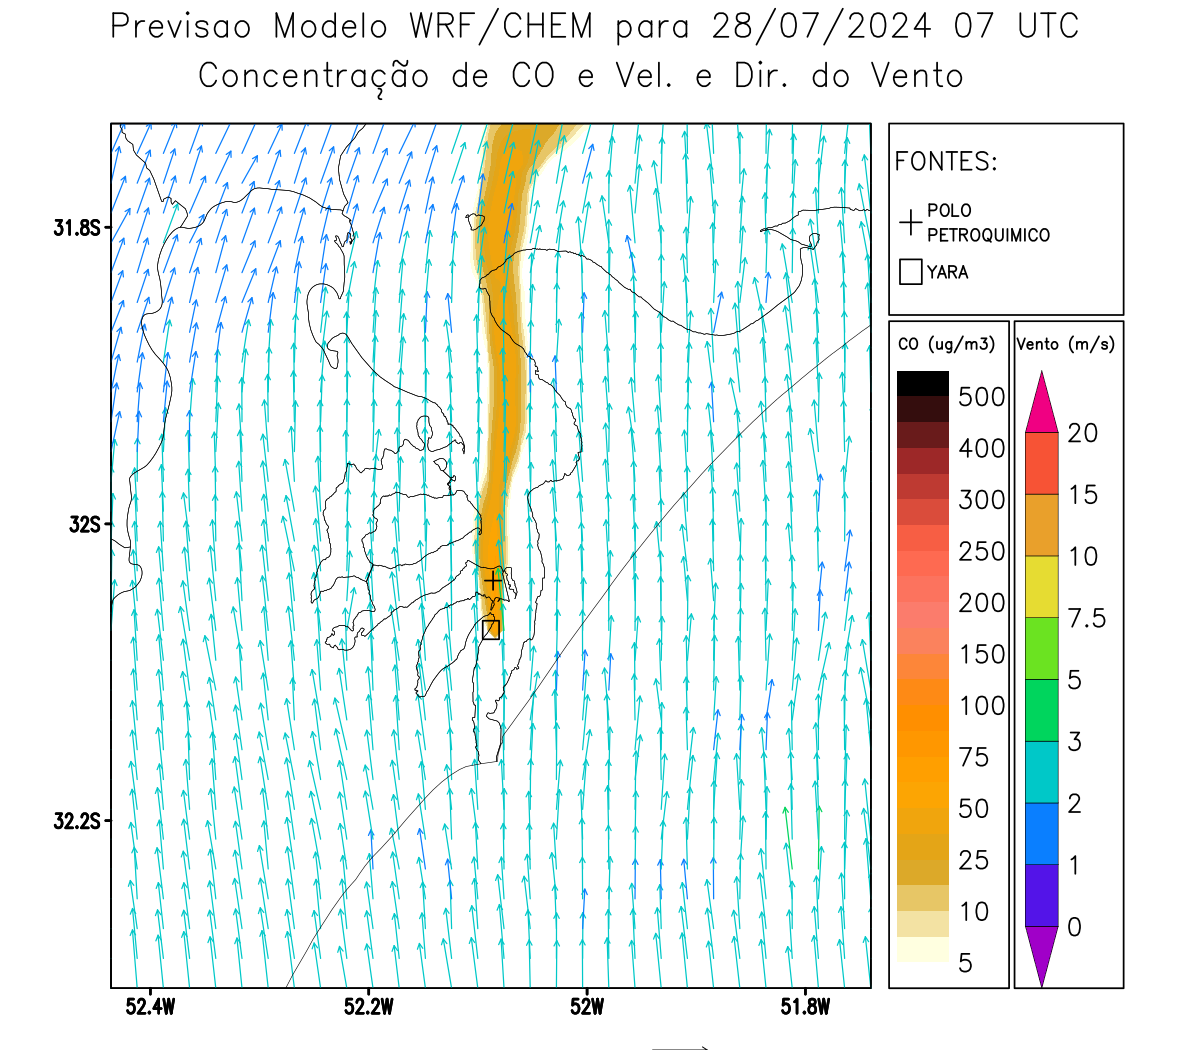 Previsao Modelo WRF/CHEM para 28/07/2024 07 UTC
Concentração de CO e Vel. e Dir. do Vento
FONTES:
POLO
PETROQUIMICO
YARA
31.8S
32S
32.2S
52.4W
52.2W
52W
51.8W
CO (ug/m3)
500
400
300
250
200
150
100
75
50
25
10
5
Vento (m/s)
20
15
10
7.5
5
3
2
1
0